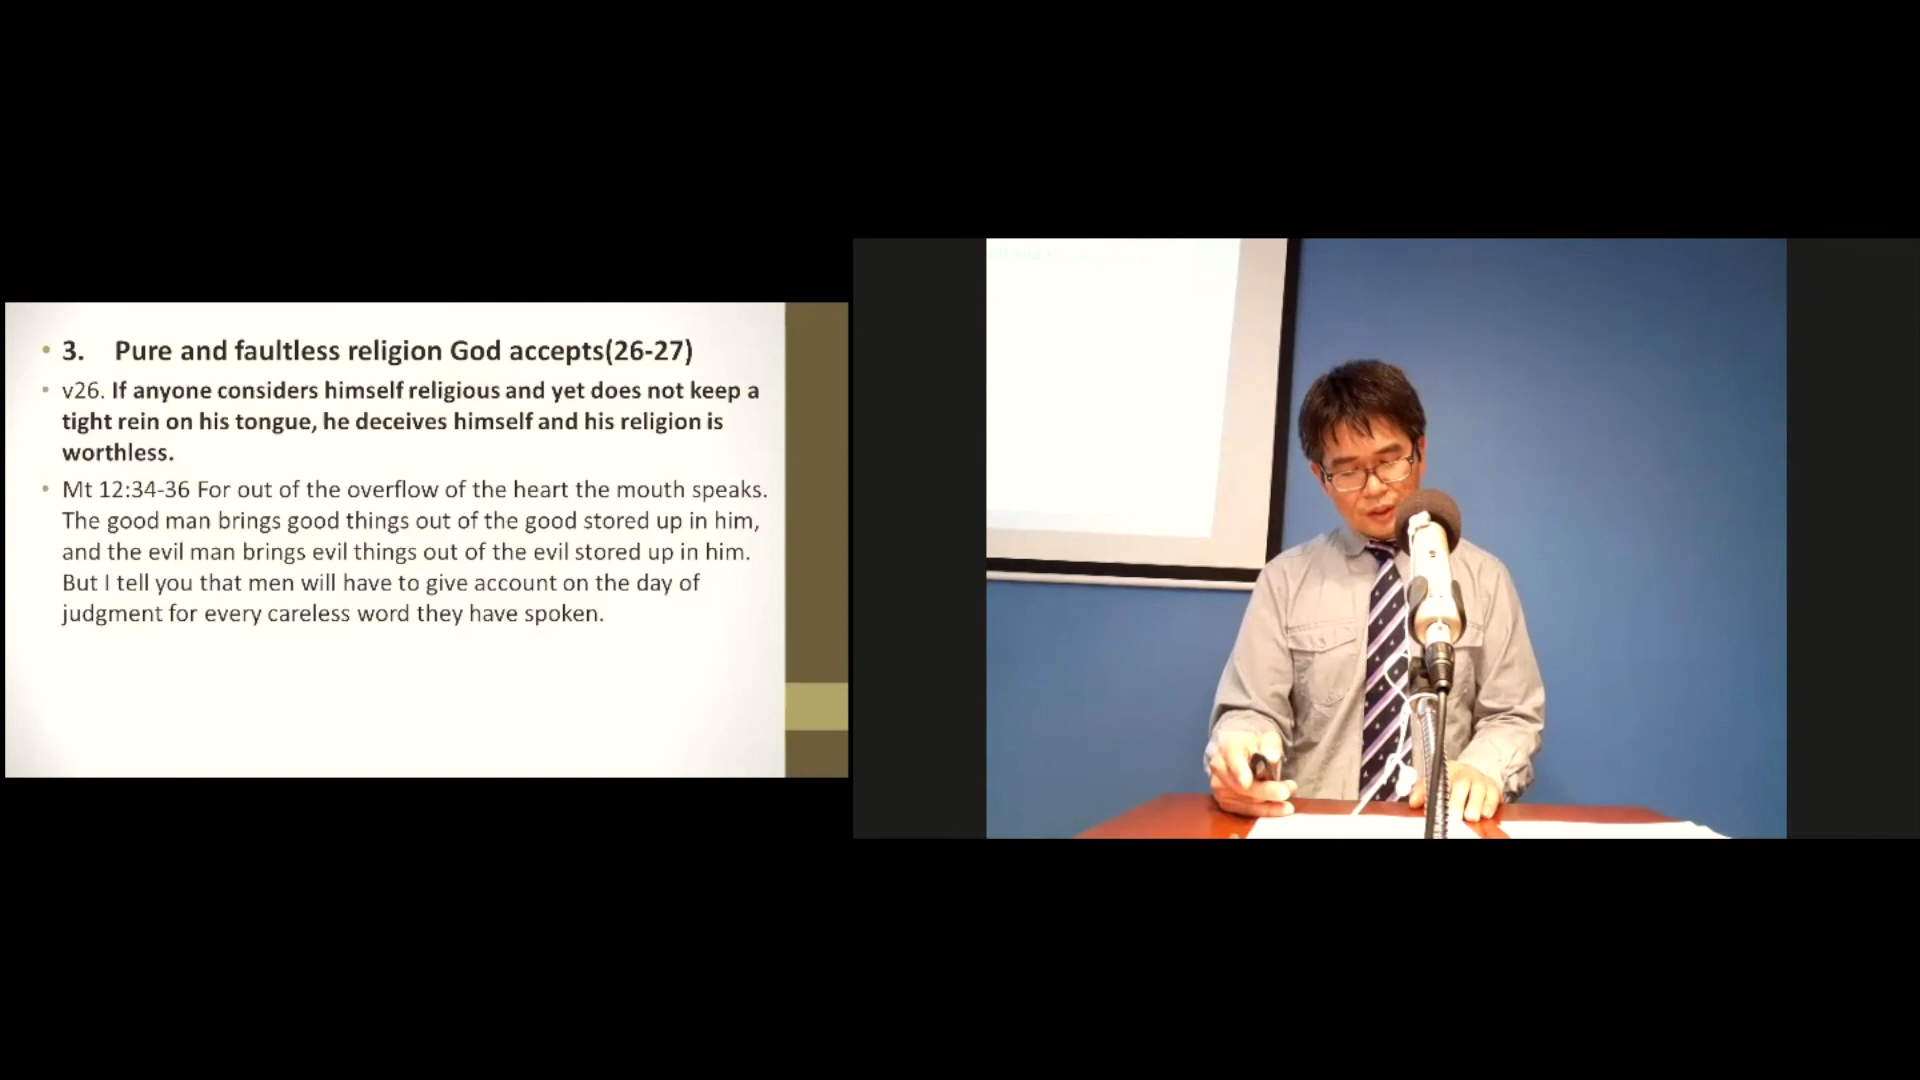 • 3. Pure and faultless religion God accepts(26-27)
• v26. If anyone considers himself religious and yet does not keep a
tight rein on his tongue, he deceives himself and his religion is
worthless.
• Mt 12:34-36 For out of the overflow of the heart the mouth speaks.
The good man brings good things out of the good stored up in him,
and the evil man brings evil things out of the evil stored up in him.
But I tell you that men will have to give account on the day of
judgment for every careless word they have spoken.